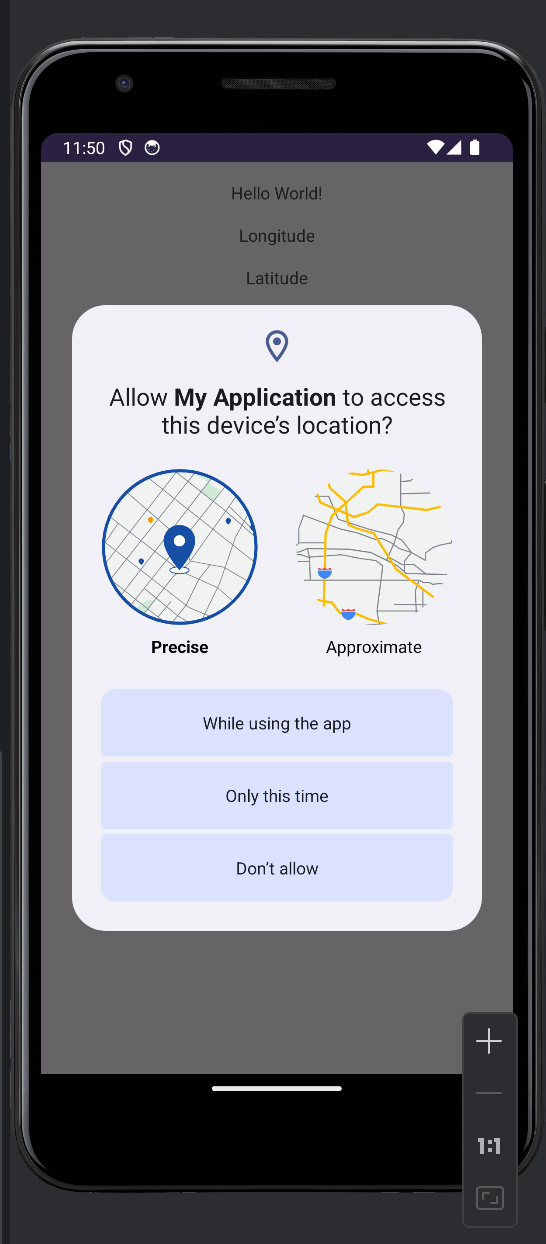 11:50
Hello World!
Longitude
Latitude
Allow My Application to access
this device’s location?
Precise
Approximate
While using the app
Only this time
Don’t allow
1:1